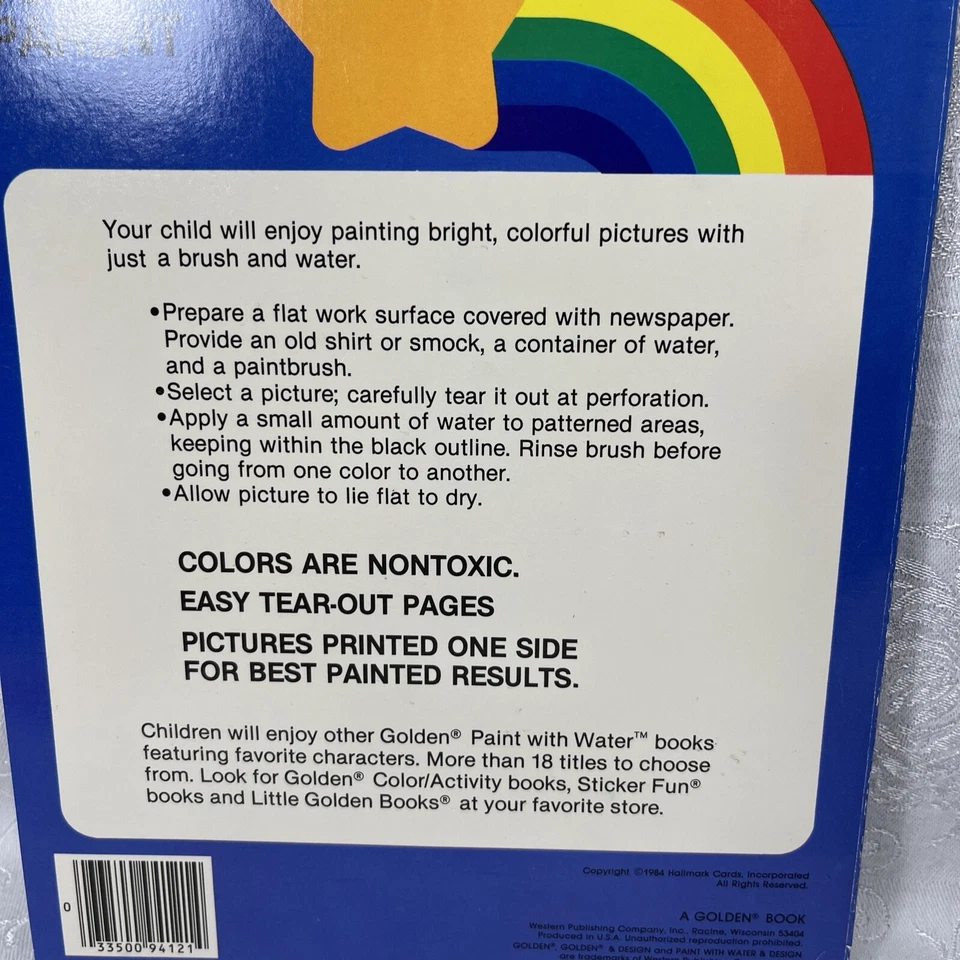 Your child will enjoy painting bright, colorful pictures with
just a brush and water.
•Prepare a flat work surface covered with newspaper.
Provide an old shirt or smock, a container of water,
and a paintbrush.
•Select a picture; carefully tear it out at perforation.
•Apply a small amount of water to patterned areas,
keeping within the black outline. Rinse brush before
going from one color to another.
•Allow picture to lie flat to dry.
COLORS ARE NONTOXIC.
EASY TEAR-OUT PAGES
PICTURES PRINTED ONE SIDE
FOR BEST PAINTED RESULTS.
Children will enjoy other Golden® Paint with Water™ books
featuring favorite characters. More than 18 titles to choose
from. Look for Golden® Color/Activity books, Sticker Fun®
books and Little Golden Books® at your favorite store.
Copyright ©1984 Hallmark Cards, Incorporated
All Rights Reserved.
0
33500 94121
A GOLDEN® BOOK
Western Publishing Company, Inc., Racine, Wisconsin 53404
Produced in U.S.A. Unauthorized reproduction prohibited.
GOLDEN®, GOLDEN® & DESIGN and PAINT WITH WATER & DESIGN
are trademarks of Western